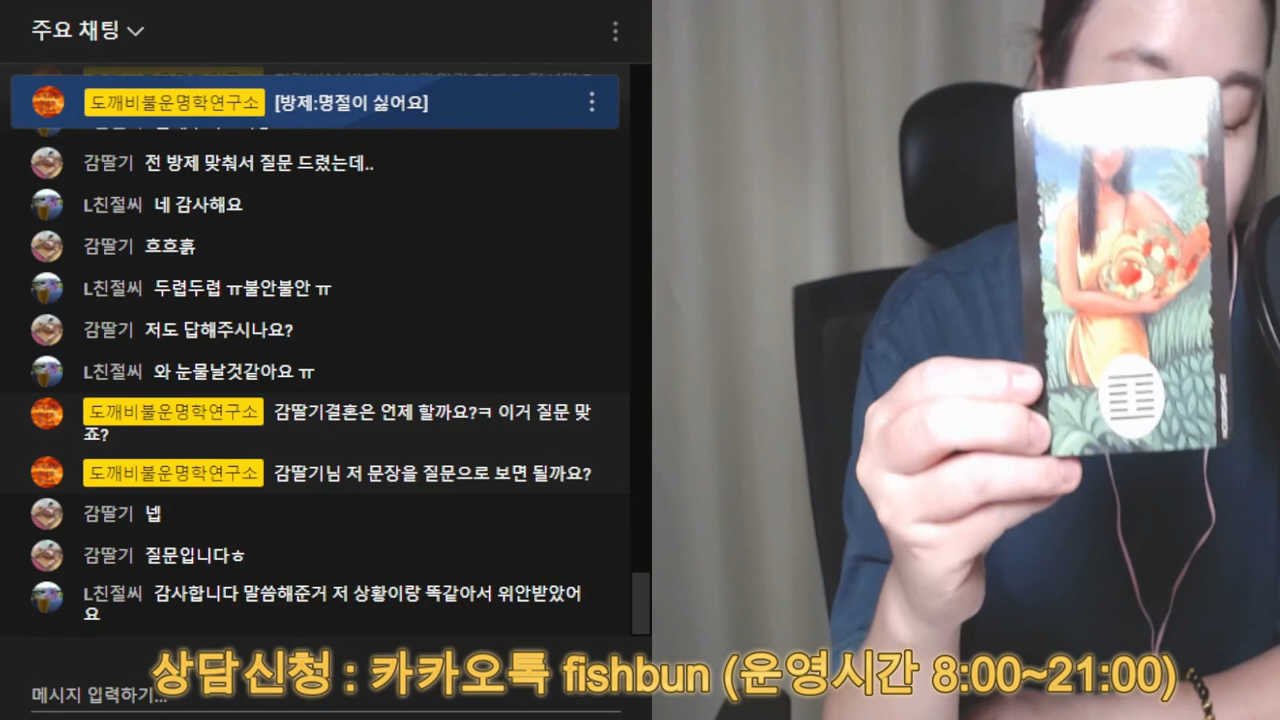 주요 채팅
도깨비불운명학연구소 [방제:명절이 싫어요]
감딸기 전 방제 맞춰서 질문 드렸는데..
L친절씨 네 감사해요
감딸기 흐흐흙
L친절씨 두렵두렵 ㅠ불안불안 ㅠ
감딸기 저도 답해주시나요?
L친절씨 와 눈물날것같아요 ㅠ
도깨비불운명학연구소 감딸기결혼은 언제 할까요?ㅋ 이거 질문 맞
죠?
도깨비불운명학연구소 감딸기님 저 문장을 질문으로 보면 될까요?
감딸기 넵
감딸기 질문입니다ㅎ
L친절씨 감사합니다 말씀해준거 저 상황이랑 똑같아서 위안받았어
요
메시지 입력하기...
상담신청 : 카카오톡 fishbun (운영시간 8:00~21:00)